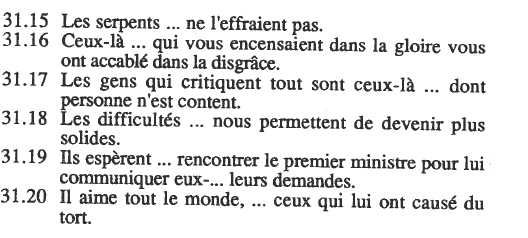 31.15 Les serpents ... ne l'effraient pas.
31.16 Ceux-là ... qui vous encensaient dans la gloire vous
ont accablé dans la disgrâce.
31.17 Les gens qui critiquent tout sont ceux-là ... dont
personne n'est content.
31.18 Les difficultés ... nous permettent de devenir plus
solides.
31.19 Ils espèrent ... rencontrer le premier ministre pour lui
communiquer eux-... leurs demandes.
31.20 Il aime tout le monde, ... ceux qui lui ont causé du
tort.